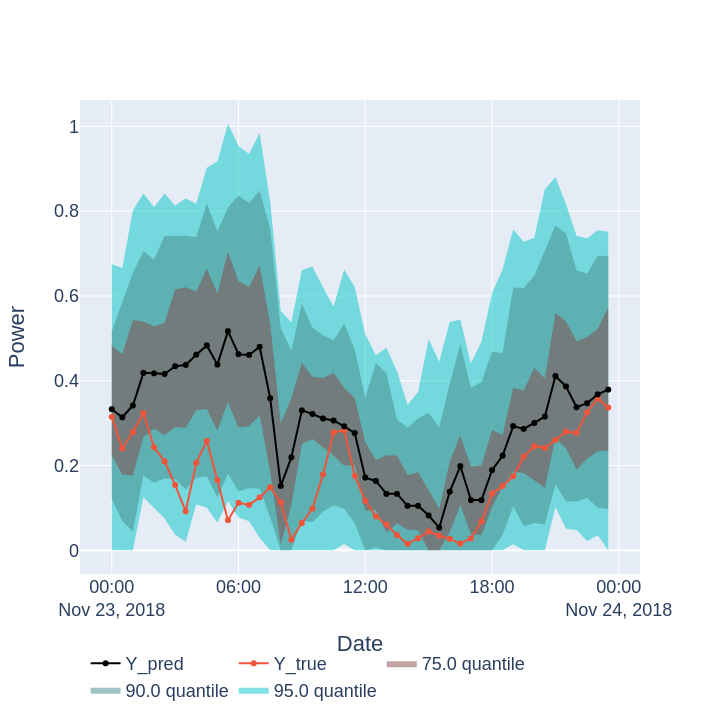 1
0.8
0.6
0.4
0.2
0
Power
00:00 06:00 12:00 18:00 00:00
Nov 23, 2018 Nov 24, 2018
Date
Y_pred Y_true 75.0 quantile
90.0 quantile 95.0 quantile